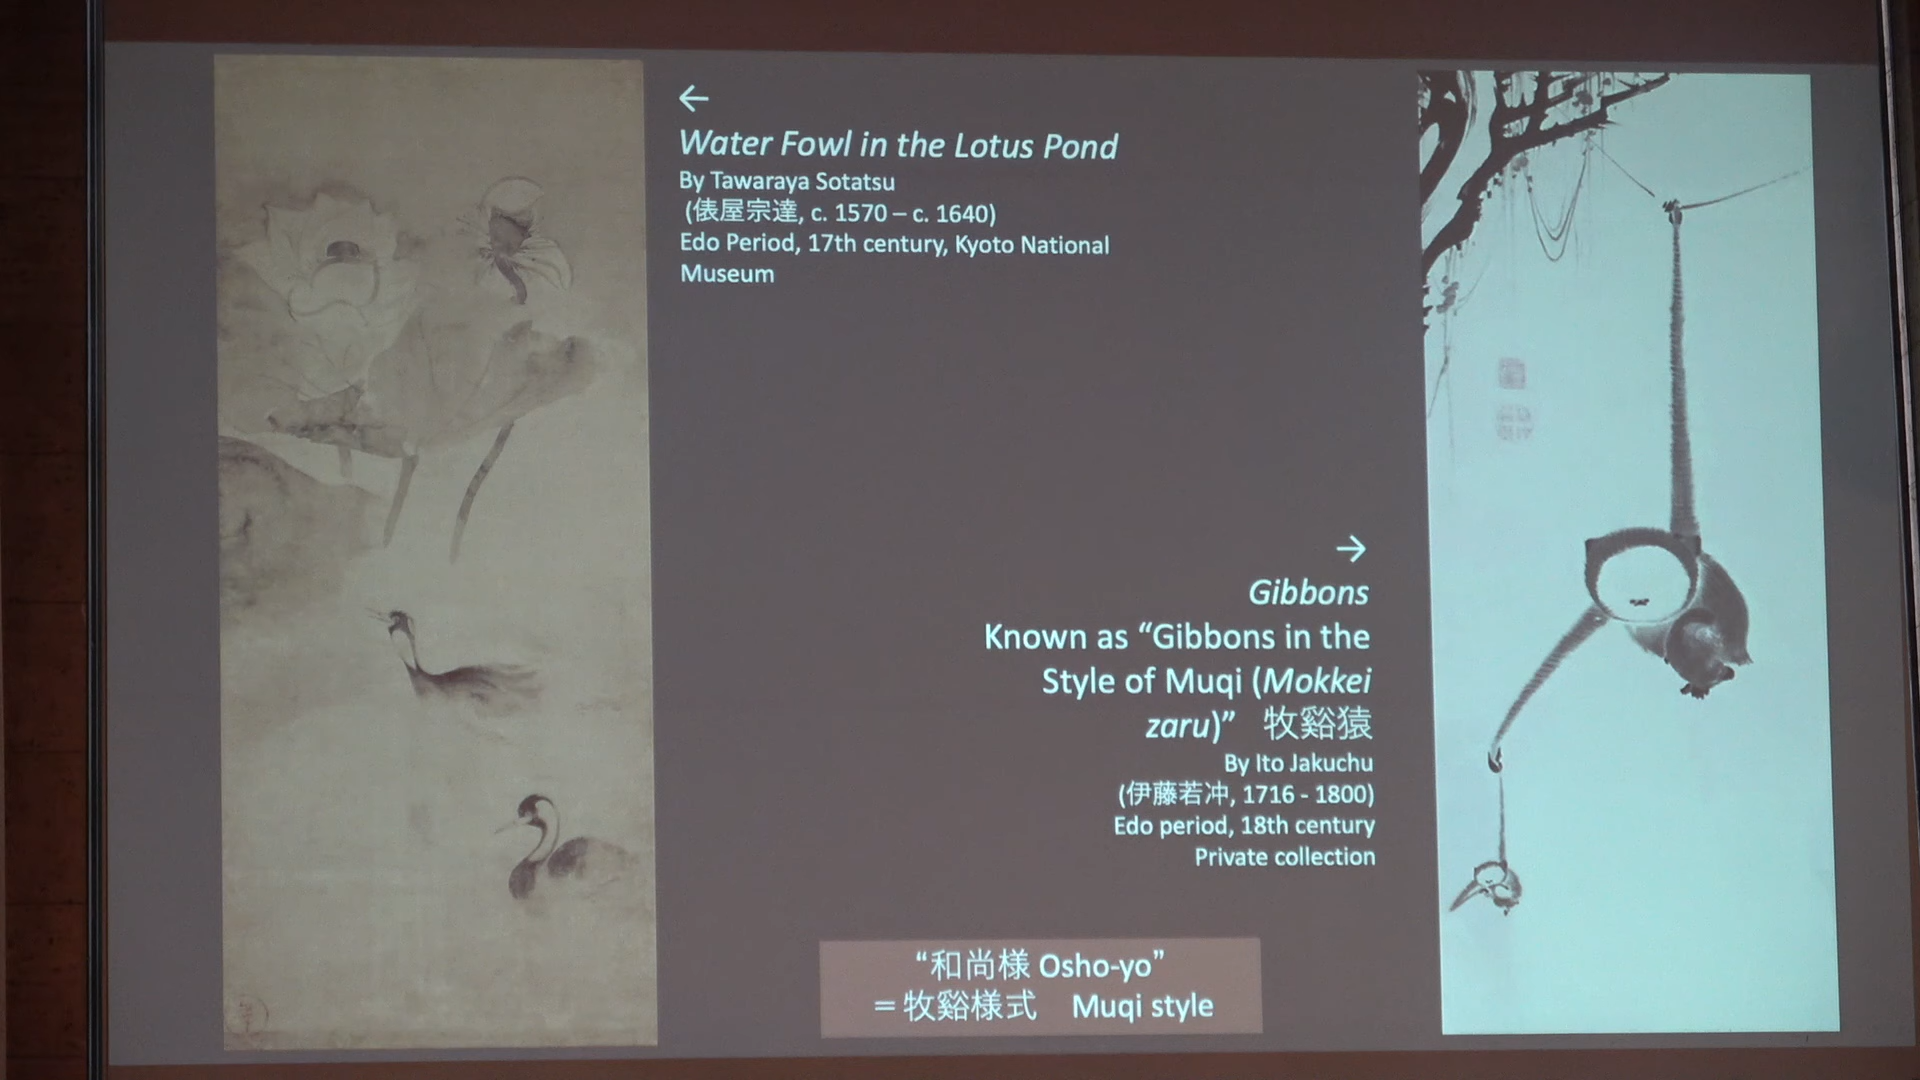 ←
Water Fowl in the Lotus Pond
By Tawaraya Sotatsu
(俵屋宗達, c. 1570 – c. 1640)
Edo Period, 17th century, Kyoto National
Museum
→
Gibbons
Known as “Gibbons in the
Style of Muqi (Mokkei
zaru)” 牧谿猿
By Ito Jakuchu
(伊藤若冲, 1716 - 1800)
Edo period, 18th century
Private collection
“和尚様 Osho-yo”
＝牧谿様式 Muqi style